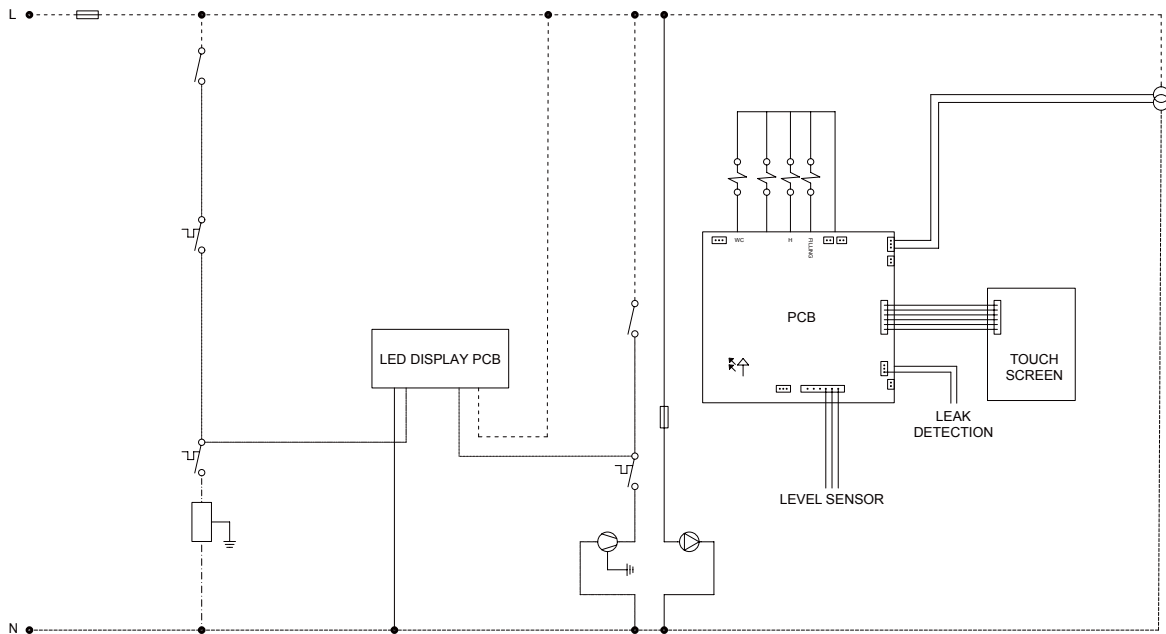 L
WC
H
FILLING
PCB
LED DISPLAY PCB
TOUCH
SCREEN
LEAK
DETECTION
LEVEL SENSOR
N